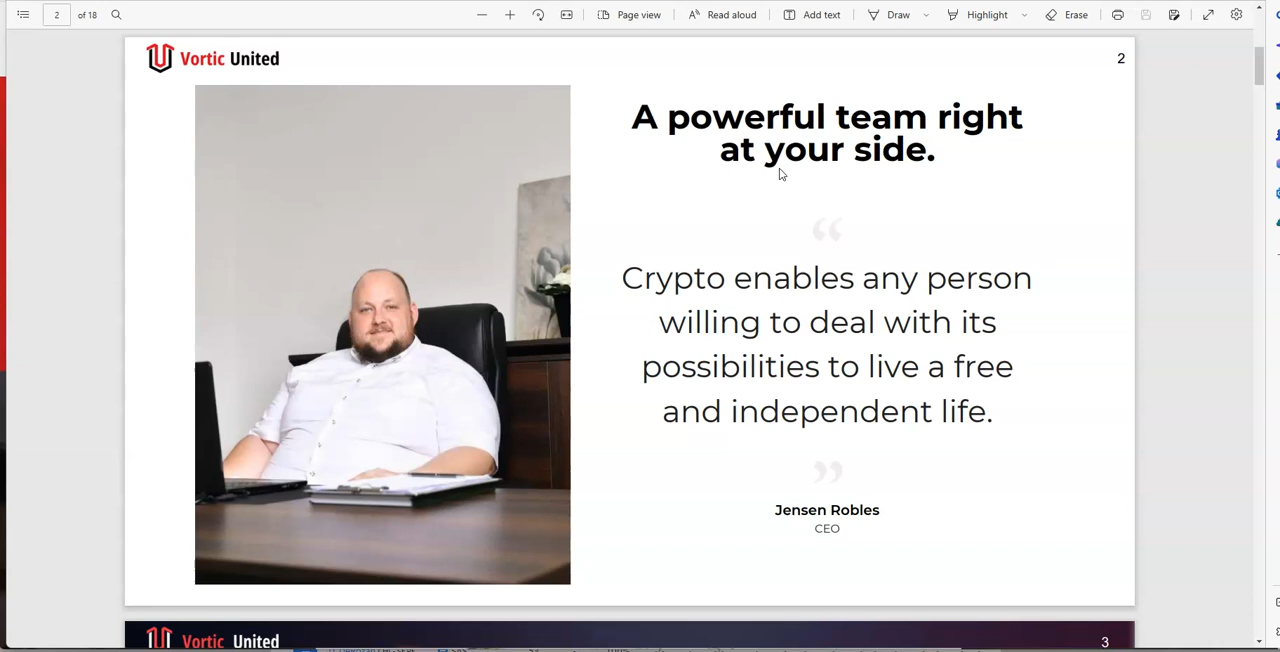 2 of 18
Page view
Read aloud
Add text
Draw
Highlight
Erase
Vortic United
2
A powerful team right
at your side.
“
Crypto enables any person
willing to deal with its
possibilities to live a free
and independent life.
”
Jensen Robles
CEO
Vortic United
3